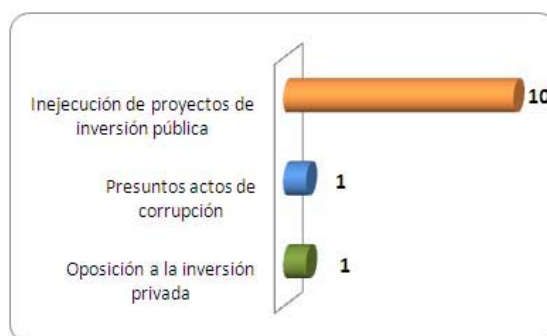 Inejecución de proyectos de
inversión pública
10
Presuntos actos de
corrupción
1
Oposición a la inversión
privada
1